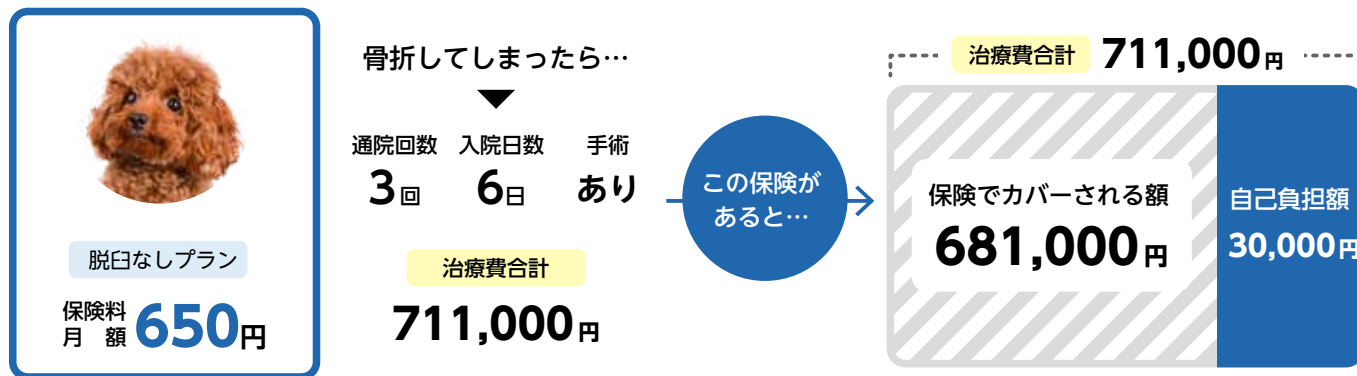 脱臼なしプラン
保険料
月 額
650円
骨折してしまったら…
通院回数 入院日数 手術
3回 6日 あり
治療費合計
711,000円
この保険が
あると…
治療費合計 711,000円
保険でカバーされる額
681,000円
自己負担額
30,000円